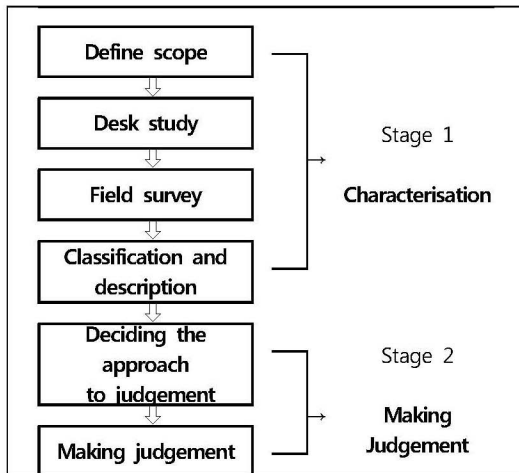 Define scope
Desk study
Field survey
Classification and
description
Deciding the
approach
to judgement
Making judgement
Stage 1
Characterisation
Stage 2
Making
Judgement